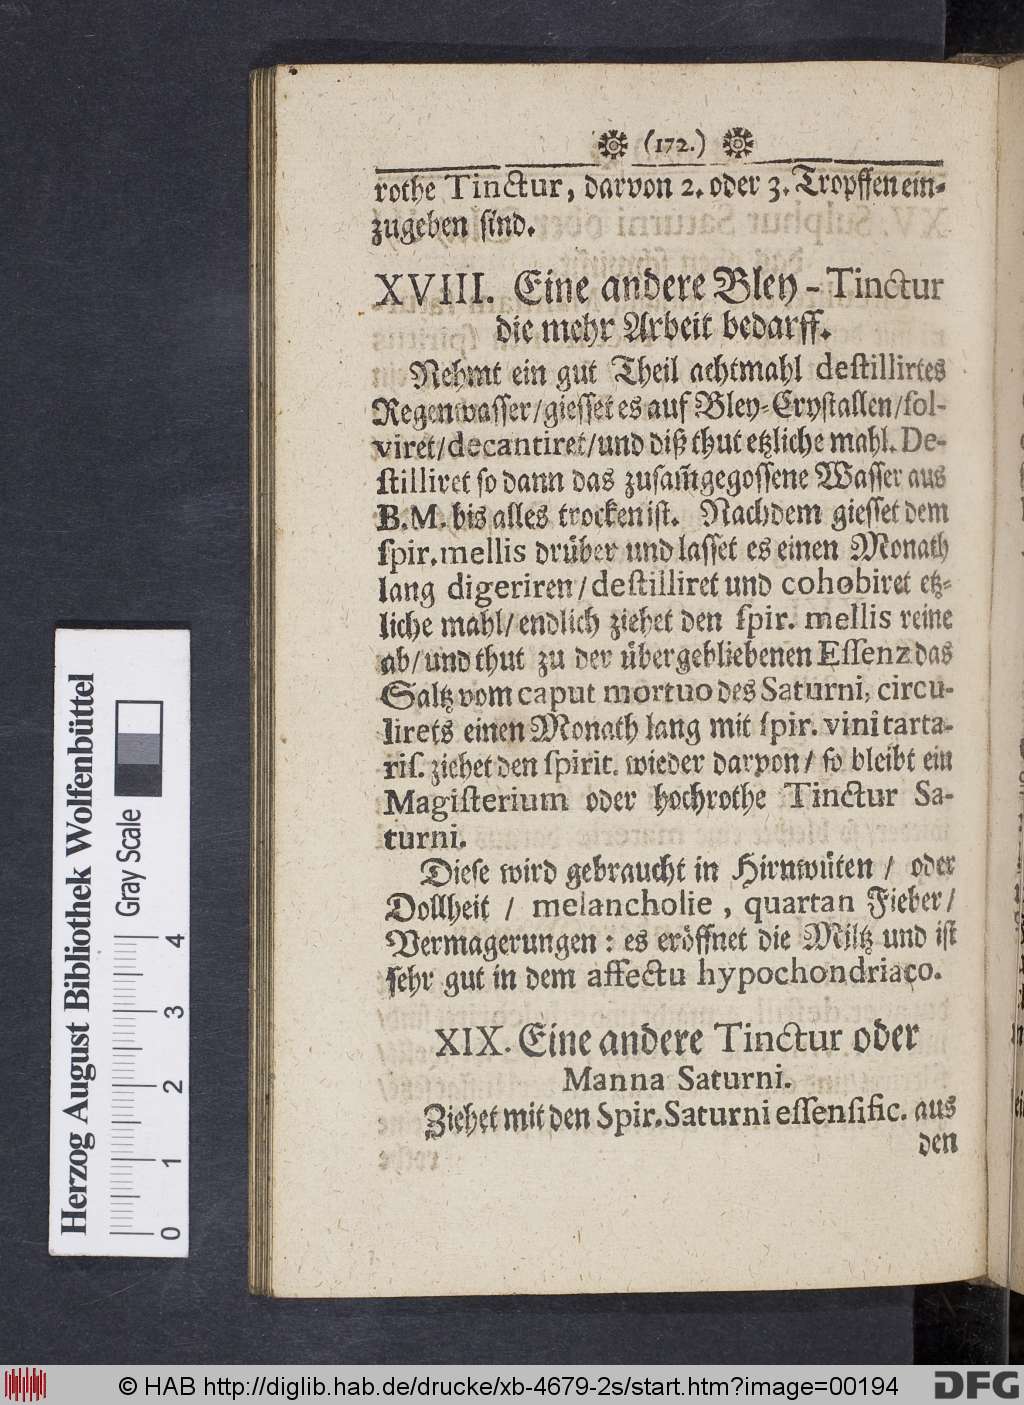 (172.)
rothe Tinctur, darvon 2. oder 3. Tropffen ein-
zugeben sind.
XVIII. Eine andere Bley-Tinctur
die mehr Arbeit bedarff.
Nehmt ein gut Theil achtmahl deſtillirtes
Regenwaſſer/gieſſet es auf Bley-Cryſtallen/ſol-
viret/decantiret/und diß thut etzliche mahl. De-
ſtilliret ſo dann das zuſam̃gegoſſene Waſſer aus
B.M. bis alles trocken iſt. Nachdem gieſſet dem
ſpir. mellis drüber und laſſet es einen Monath
lang digeriren/deſtilliret und cohobiret etz-
liche mahl/endlich ziehet den ſpir. mellis reine
ab/und thut zu der übergebliebenen Eſſenz das
Saltz vom caput mortuo des Saturni, circu-
lirets einen Monath lang mit ſpir. vini tarta-
riſ. ziehet den ſpirit. wieder darvon/ ſo bleibt ein
Magiſterium oder hochrothe Tinctur Sa-
turni.
Dieſe wird gebraucht in Hirnwüten / oder
Dollheit / melancholie, quartan Fieber/
Vermagerungen: es eröffnet die Miltz und iſt
ſehr gut in dem affectu hypochondriaco.
XIX. Eine andere Tinctur oder
Manna Saturni.
Ziehet mit den Spir. Saturni eſſenſific. aus
den
Herzog August Bibliothek Wolfenbüttel
Gray Scale
0 1 2 3 4
© HAB http://diglib.hab.de/drucke/xb-4679-2s/start.htm?image=00194
DFG